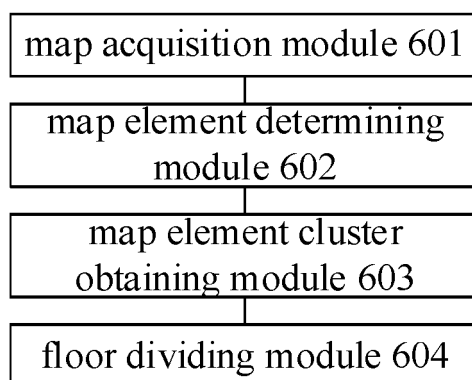 map acquisition module 601
map element determining
module 602
map element cluster
obtaining module 603
floor dividing module 604